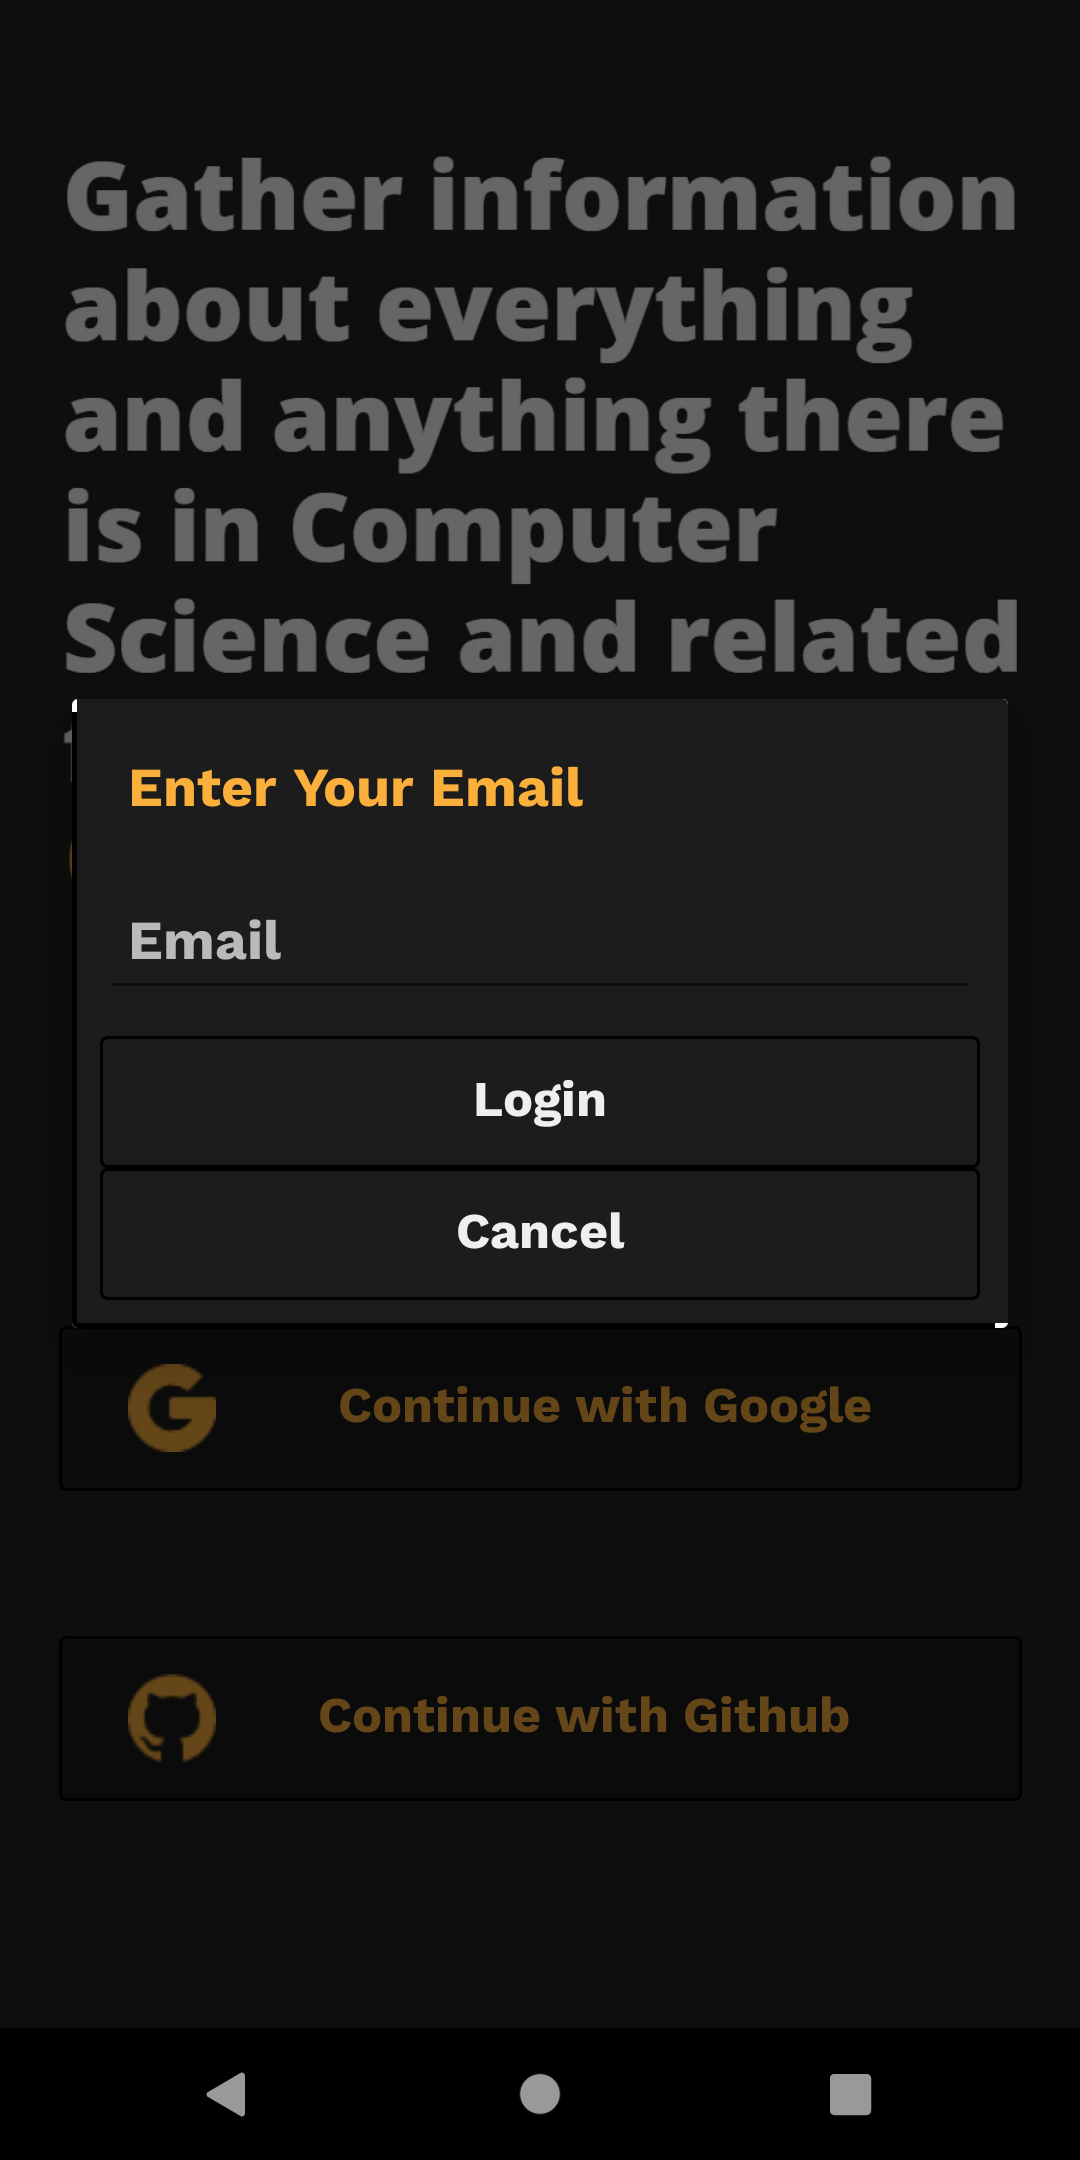 Gather information
about everything
and anything there
is in Computer
Science and related
Enter Your Email
Email
Login
Cancel
Continue with Google
Continue with Github